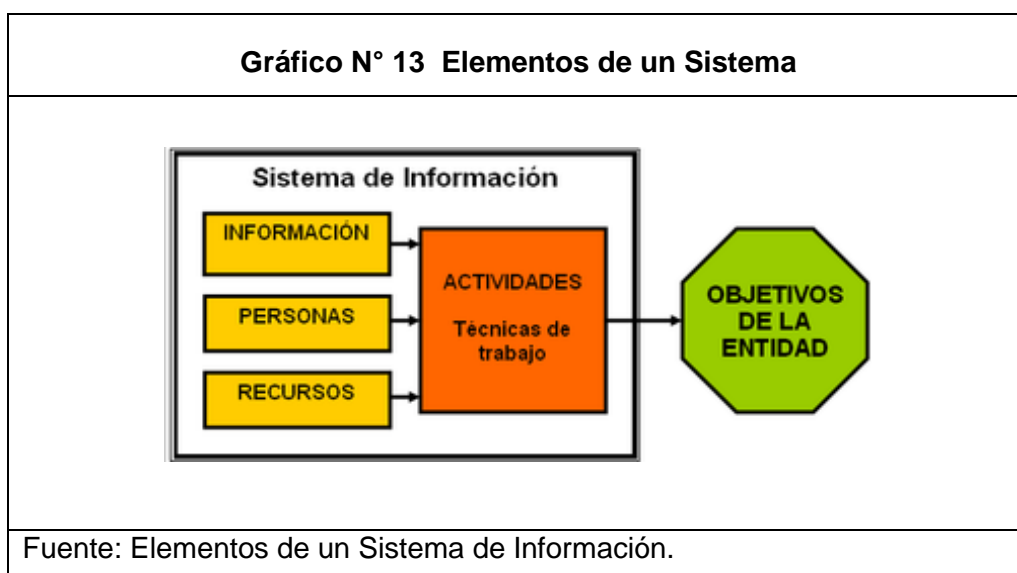 Gráfico N° 13 Elementos de un Sistema
Sistema de Información
INFORMACIÓN
PERSONAS
RECURSOS
ACTIVIDADES
Técnicas de
trabajo
OBJETIVOS
DE LA
ENTIDAD
Fuente: Elementos de un Sistema de Información.